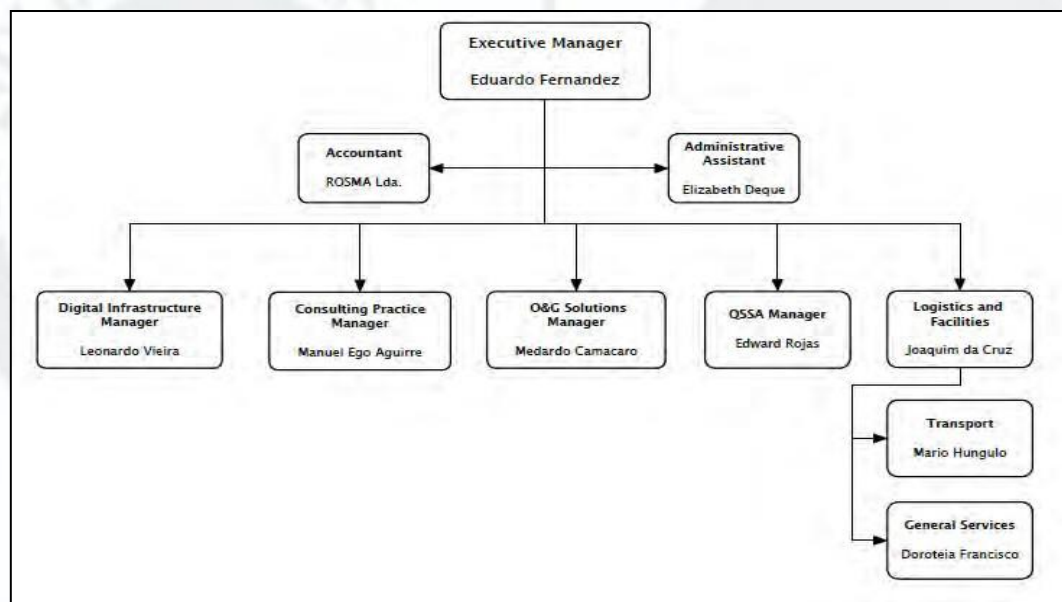 Executive Manager
Eduardo Fernandez
Accountant
ROSMA Lda.
Administrative
Assistant
Elizabeth Deque
Digital Infrastructure
Manager
Leonardo Vieira
Consulting Practice
Manager
Manuel Ego Aguirre
O&G Solutions
Manager
Medardo Camacaro
QSSA Manager
Edward Rojas
Logistics and
Facilities
Joaquim da Cruz
Transport
Mario Hungulo
General Services
Doroteia Francisco